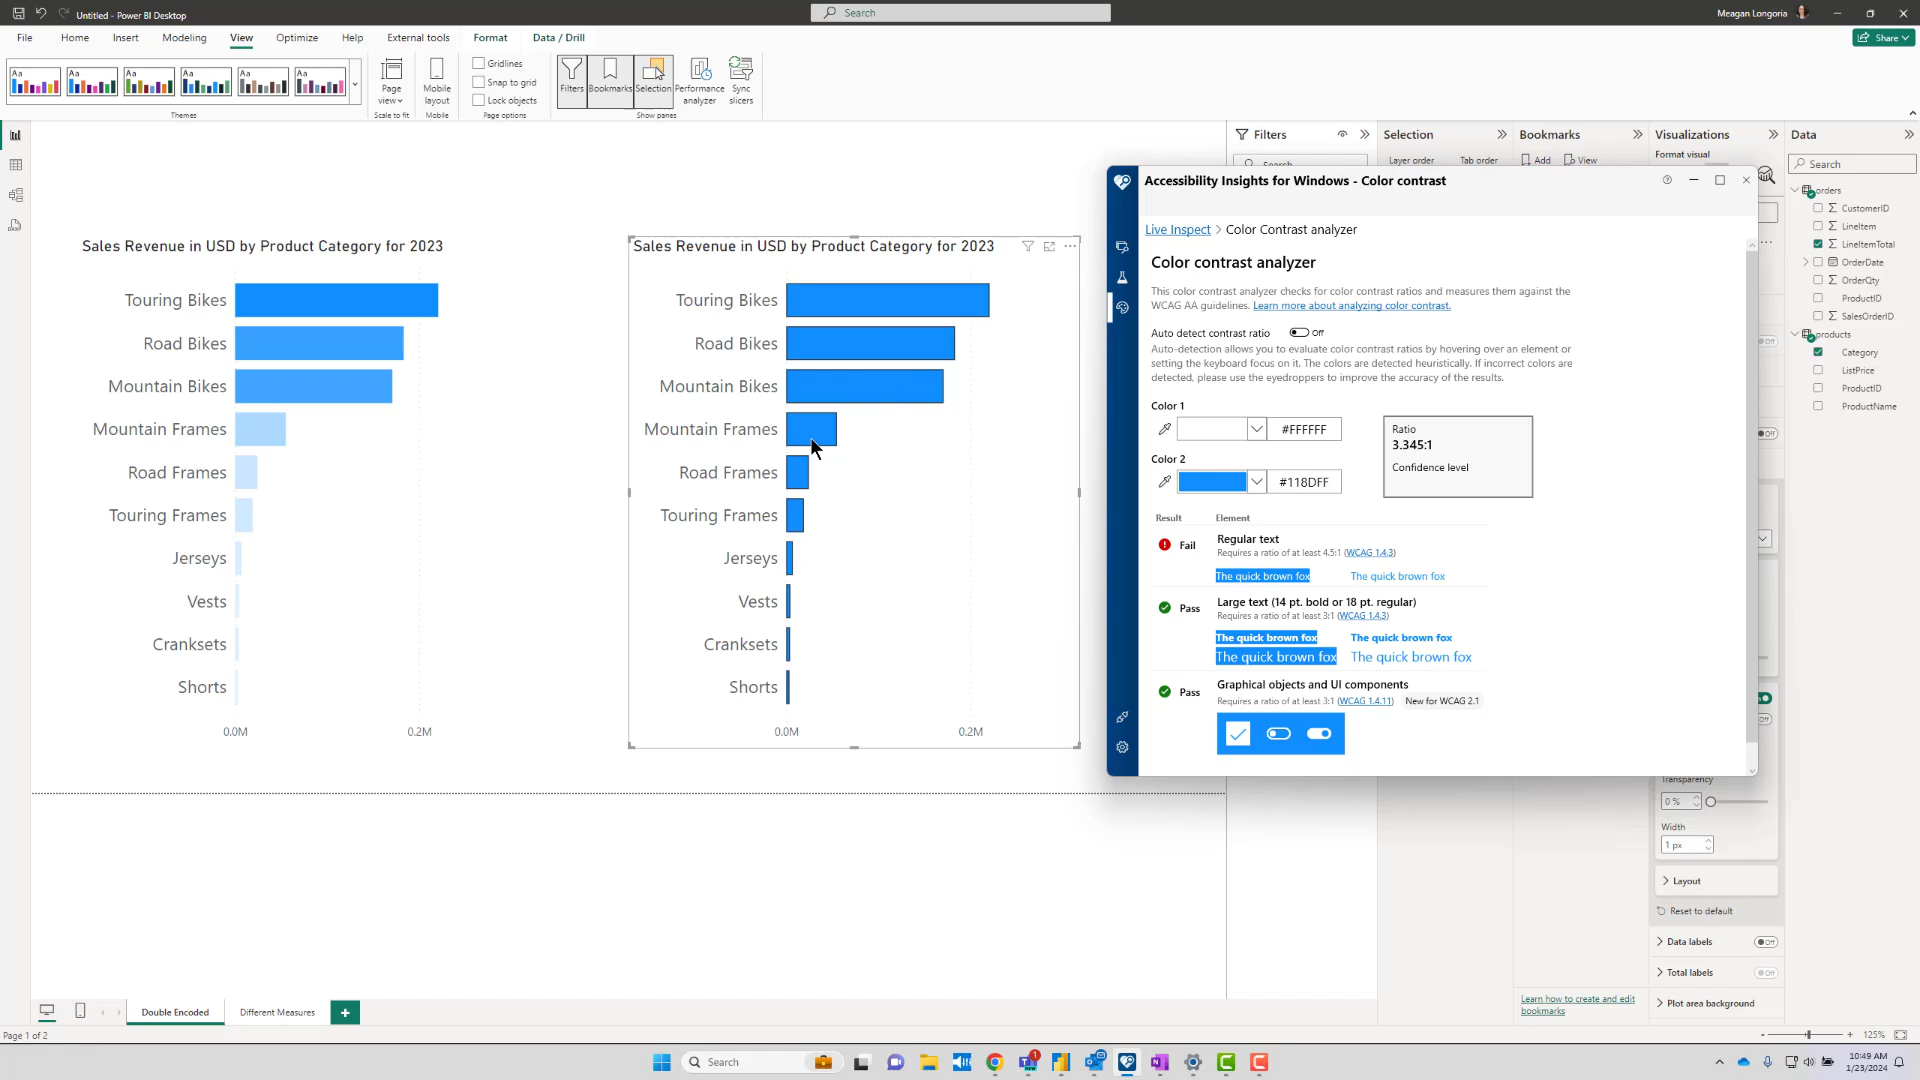 Untitled - Power BI Desktop
Search
Meagan Longoria
File Home Insert Modeling View Optimize Help External tools Format Data / Drill
Share
Aa Aa Aa Aa Aa Aa
Themes
Page view
Scale to fit
Mobile layout
Mobile
Gridlines
Snap to grid
Lock objects
Page options
Filters Bookmarks Selection Performance analyzer Sync slicers
Show panes
Sales Revenue in USD by Product Category for 2023
Touring Bikes
Road Bikes
Mountain Bikes
Mountain Frames
Road Frames
Touring Frames
Jerseys
Vests
Cranksets
Shorts
0.0M 0.2M
Sales Revenue in USD by Product Category for 2023
Touring Bikes
Road Bikes
Mountain Bikes
Mountain Frames
Road Frames
Touring Frames
Jerseys
Vests
Cranksets
Shorts
0.0M 0.2M
Filters
Search
Selection
Layer order Tab order
Bookmarks
Add View
Visualizations
Format visual
Accessibility Insights for Windows - Color contrast
Live Inspect > Color Contrast analyzer
Color contrast analyzer
This color contrast analyzer checks for color contrast ratios and measures them against the
WCAG AA guidelines. Learn more about analyzing color contrast.
Auto detect contrast ratio Off
Auto-detection allows you to evaluate color contrast ratios by hovering over an element or
setting the keyboard focus on it. The colors are detected heuristically. If incorrect colors are
detected, please use the eyedroppers to improve the accuracy of the results.
Color 1
#FFFFFF
Color 2
#118DFF
Ratio
3.345:1
Confidence level
Result Element
Fail Regular text
Requires a ratio of at least 4.5:1 (WCAG 1.4.3)
The quick brown fox The quick brown fox
Pass Large text (14 pt. bold or 18 pt. regular)
Requires a ratio of at least 3:1 (WCAG 1.4.3)
The quick brown fox The quick brown fox
The quick brown fox The quick brown fox
Pass Graphical objects and UI components
Requires a ratio of at least 3:1 (WCAG 1.4.11) New for WCAG 2.1
Off
Off
Off
Transparency
0 %
Width
1 px
Layout
Reset to default
Data labels Off
Total labels Off
Plot area background
Learn how to create and edit
bookmarks
Data
Search
orders
CustomerID
LineItem
LineItemTotal
OrderDate
OrderQty
ProductID
SalesOrderID
products
Category
ListPrice
ProductID
ProductName
Double Encoded Different Measures +
Page 1 of 2
- + 125%
Search
1
NEW
10:49 AM
1/23/2024